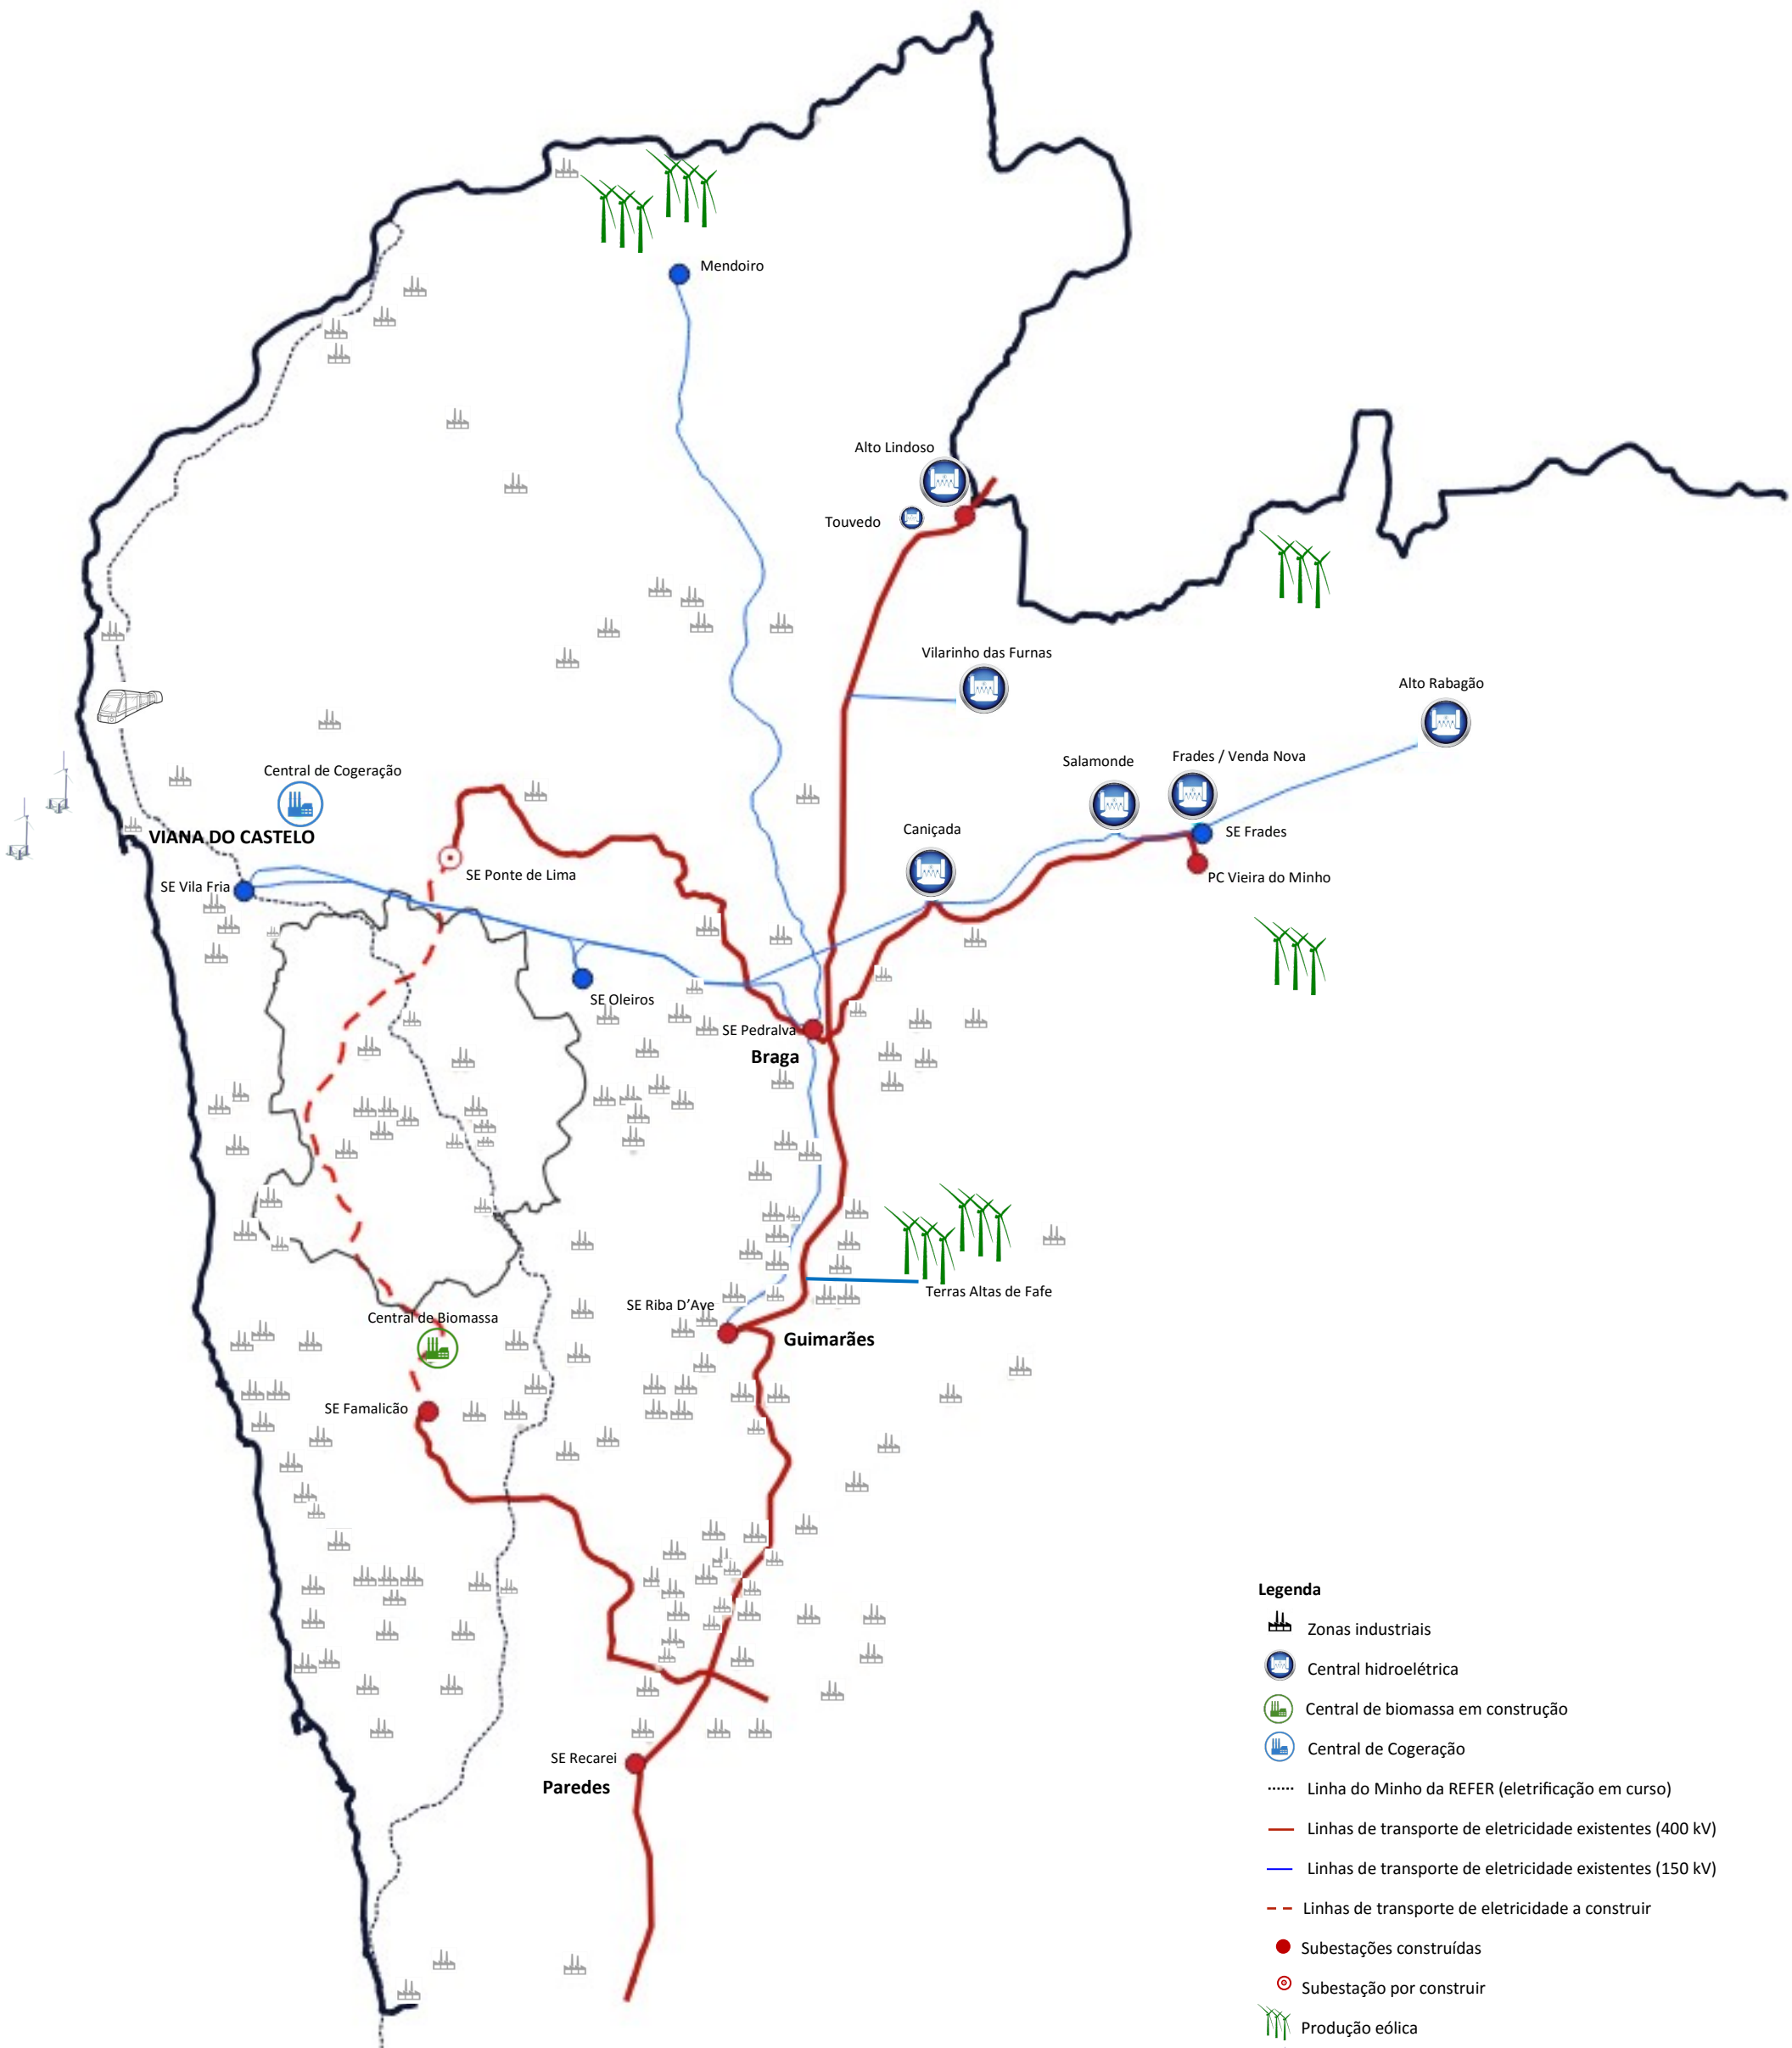 Mendoiro
Alto Lindoso
Touvedo
Vilarinho das Furnas
Alto Rabagão
Salamonde
Frades / Venda Nova
Central de Cogeração
Caniçada
SE Frades
VIANA DO CASTELO
SE Ponte de Lima
PC Vieira do Minho
SE Vila Fria
SE Oleiros
SE Pedralva
Braga
Terras Altas de Fafe
SE Riba D’Ave
Central de Biomassa
Guimarães
SE Famalicão
SE Recarei
Paredes
Legenda
Zonas industriais
Central hidroelétrica
Central de biomassa em construção
Central de Cogeração
Linha do Minho da REFER (eletrificação em curso)
Linhas de transporte de eletricidade existentes (400 kV)
Linhas de transporte de eletricidade existentes (150 kV)
Linhas de transporte de eletricidade a construir
Subestações construídas
Subestação por construir
Produção eólica